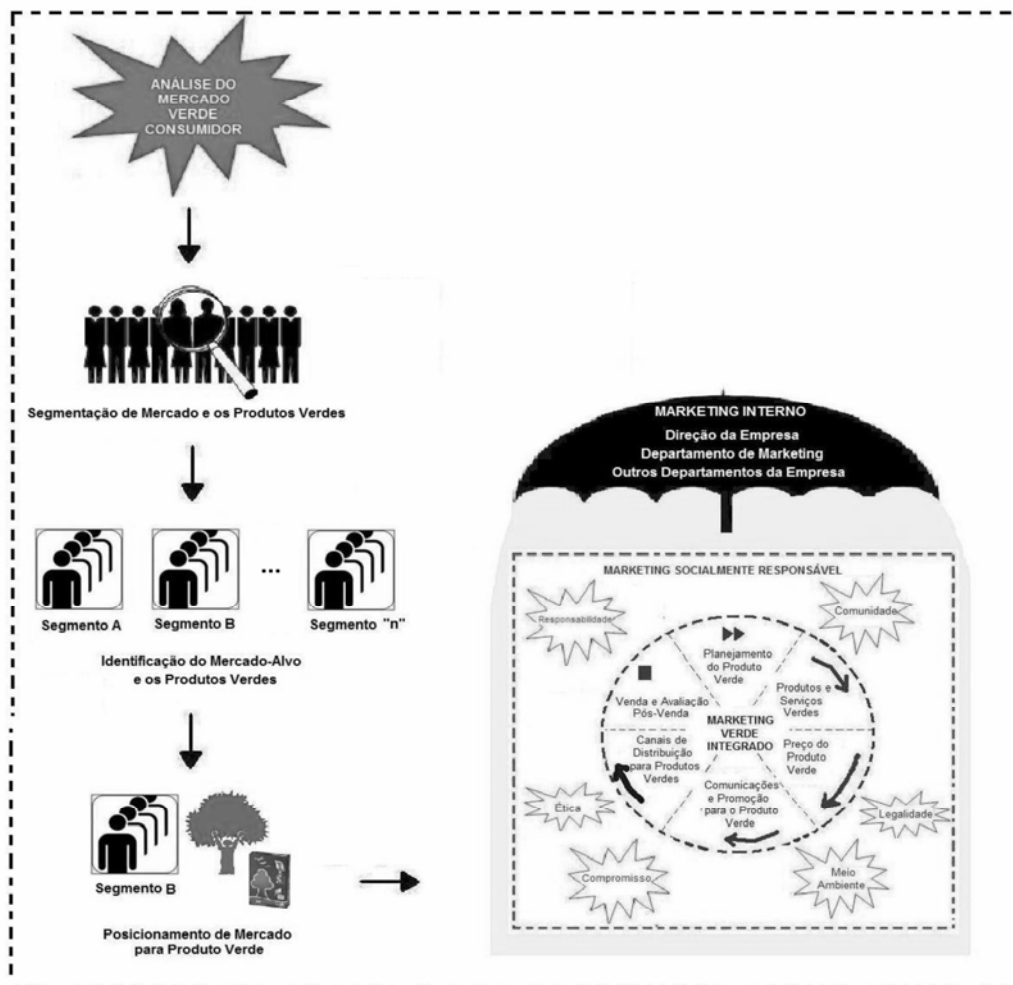 ANÁLISE DO
MERCADO
VERDE
CONSUMIDOR
Segmentação de Mercado e os Produtos Verdes
Segmento A
Segmento B
...
Segmento "n"
Identificação do Mercado-Alvo
e os Produtos Verdes
Segmento B
Posicionamento de Mercado
para Produto Verde
MARKETING INTERNO
Direção da Empresa
Departamento de Marketing
Outros Departamentos da Empresa
MARKETING SOCIALMENTE RESPONSÁVEL
Responsabilidade
Comunidade
Planejamento
do Produto
Verde
Produtos e
Serviços
Verdes
Preço do
Produto
Verde
Comunicações
e Promoção
para o Produto
Verde
Canais de
Distribuição
para Produtos
Verdes
Venda e Avaliação
Pós-Venda
MARKETING
VERDE
INTEGRADO
Ética
Legalidade
Compromisso
Meio
Ambiente